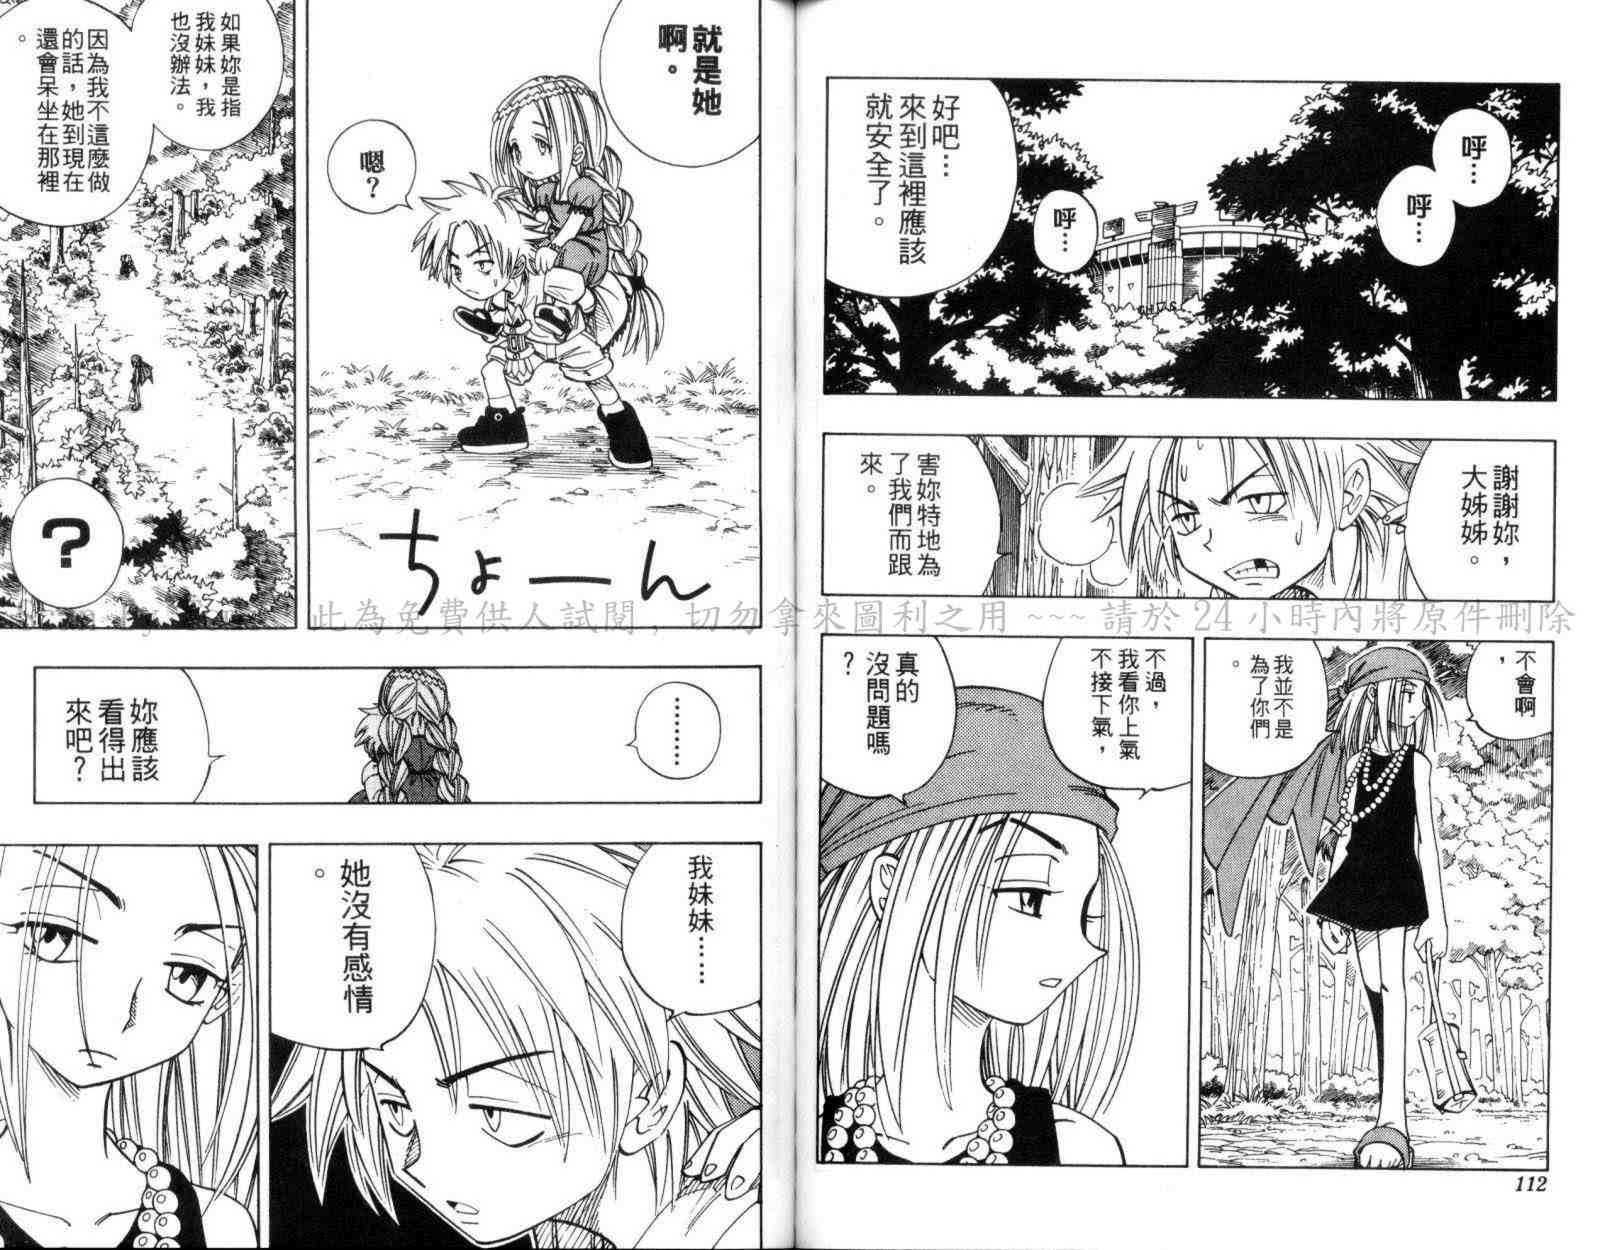 呼…
呼…
呼…
好吧…
來到這裡應該
就安全了。
謝謝妳，
大姊姊。
害妳特地為
了我們而跟
來。
不會啊
，
我並不是
為了你們
。
不過，
我看你上氣
不接下氣，
真的
沒問題嗎
？
112
就是她
啊。
嗯？
ちょーん
如果妳是指
我妹妹，我
也沒辦法。
因為我不這麼做
的話，她到現在
還會呆坐在那裡
。
？
………
妳應該
看得出
來吧？
我妹妹……
她沒有感情
。
此為免費供人試閱，切勿拿來圖利之用 ~~~ 請於 24 小時內將原件刪除